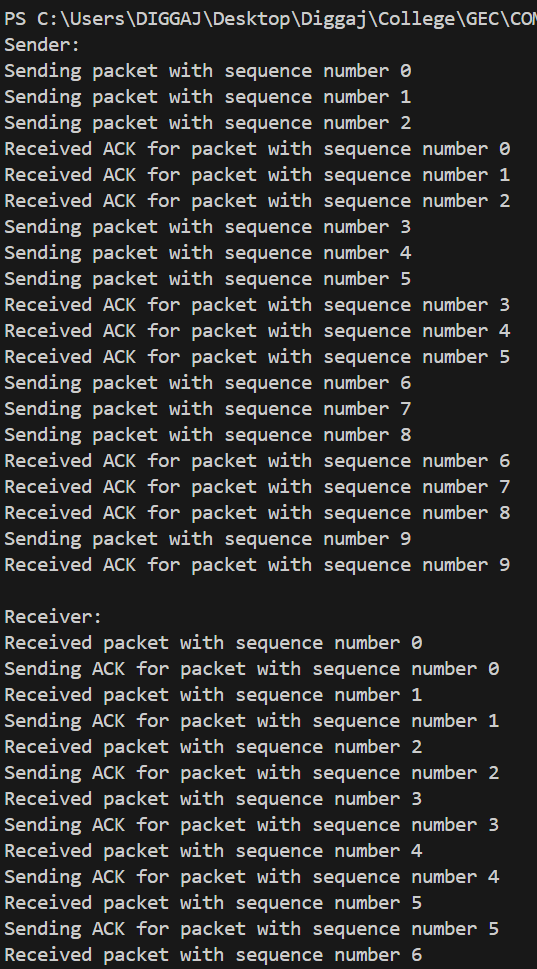 PS C:\Users\DIGGAJ\Desktop\Diggaj\College\GEC\COM
Sender:
Sending packet with sequence number 0
Sending packet with sequence number 1
Sending packet with sequence number 2
Received ACK for packet with sequence number 0
Received ACK for packet with sequence number 1
Received ACK for packet with sequence number 2
Sending packet with sequence number 3
Sending packet with sequence number 4
Sending packet with sequence number 5
Received ACK for packet with sequence number 3
Received ACK for packet with sequence number 4
Received ACK for packet with sequence number 5
Sending packet with sequence number 6
Sending packet with sequence number 7
Sending packet with sequence number 8
Received ACK for packet with sequence number 6
Received ACK for packet with sequence number 7
Received ACK for packet with sequence number 8
Sending packet with sequence number 9
Received ACK for packet with sequence number 9

Receiver:
Received packet with sequence number 0
Sending ACK for packet with sequence number 0
Received packet with sequence number 1
Sending ACK for packet with sequence number 1
Received packet with sequence number 2
Sending ACK for packet with sequence number 2
Received packet with sequence number 3
Sending ACK for packet with sequence number 3
Received packet with sequence number 4
Sending ACK for packet with sequence number 4
Received packet with sequence number 5
Sending ACK for packet with sequence number 5
Received packet with sequence number 6